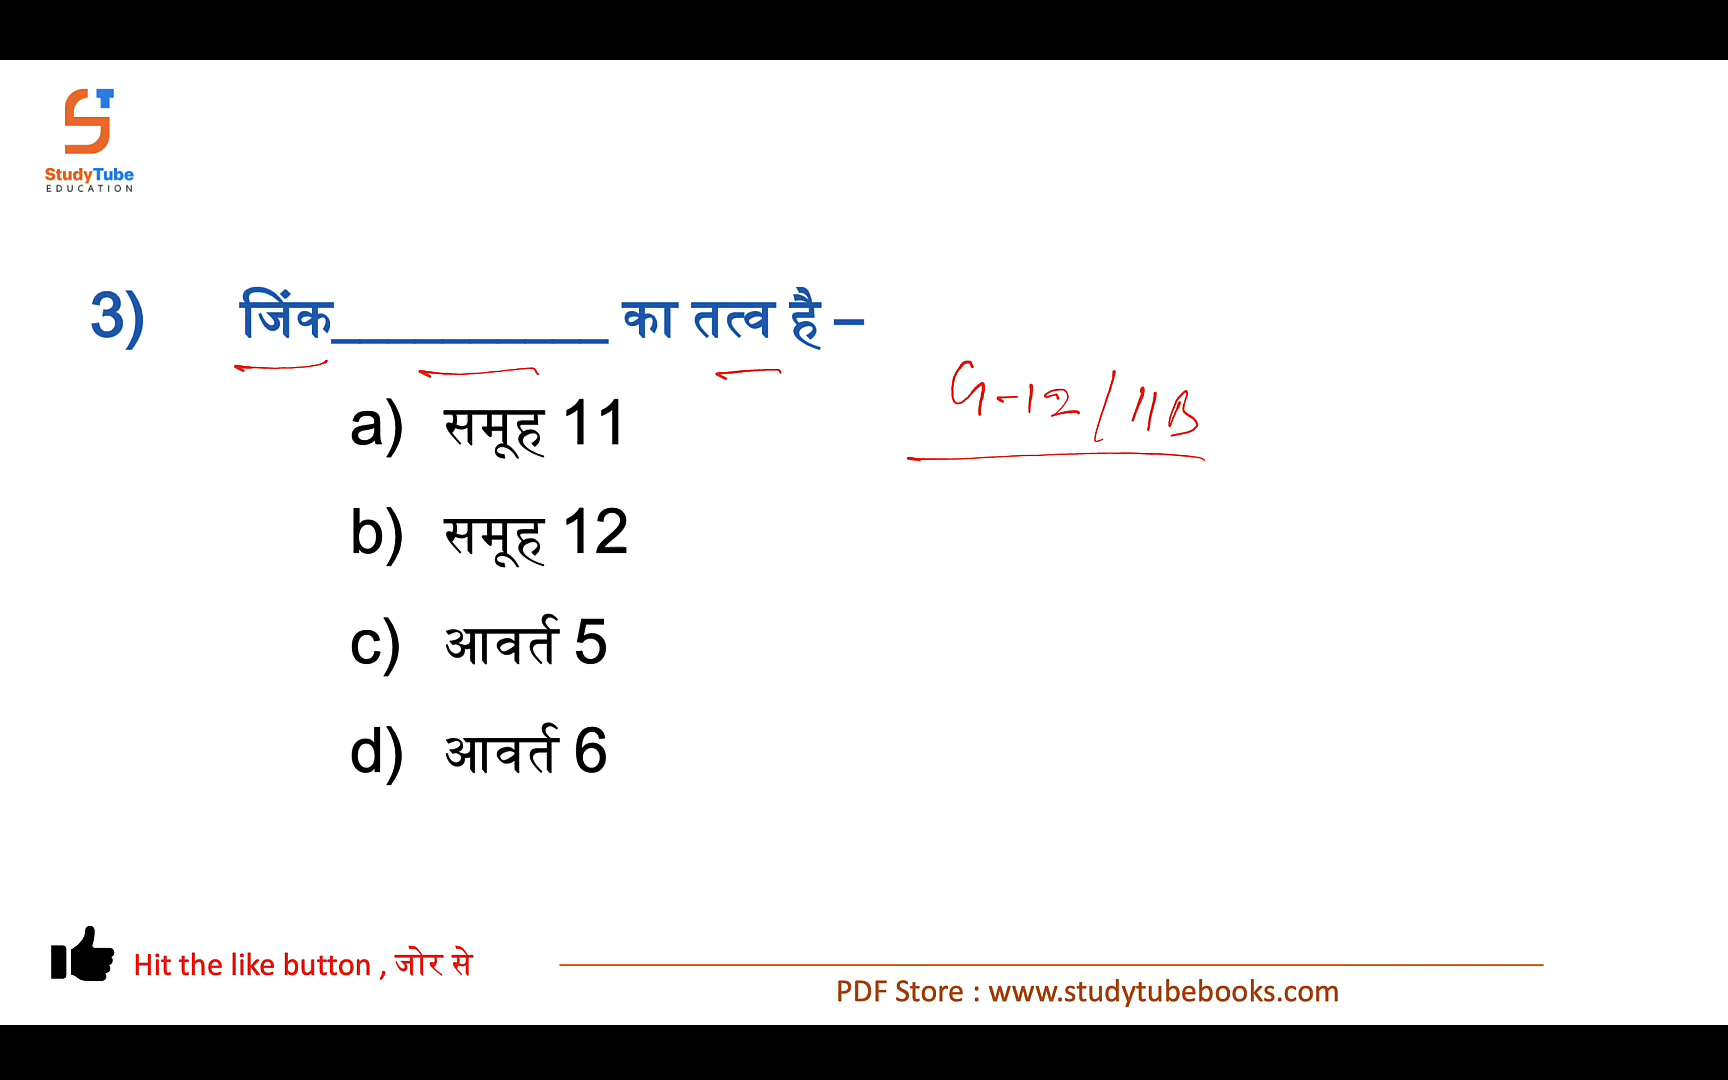 StudyTube
EDUCATION
3) जिंक__________ का तत्व है –
G-12 / IIB
a) समूह 11
b) समूह 12
c) आवर्त 5
d) आवर्त 6
Hit the like button , जोर से
PDF Store : www.studytubebooks.com